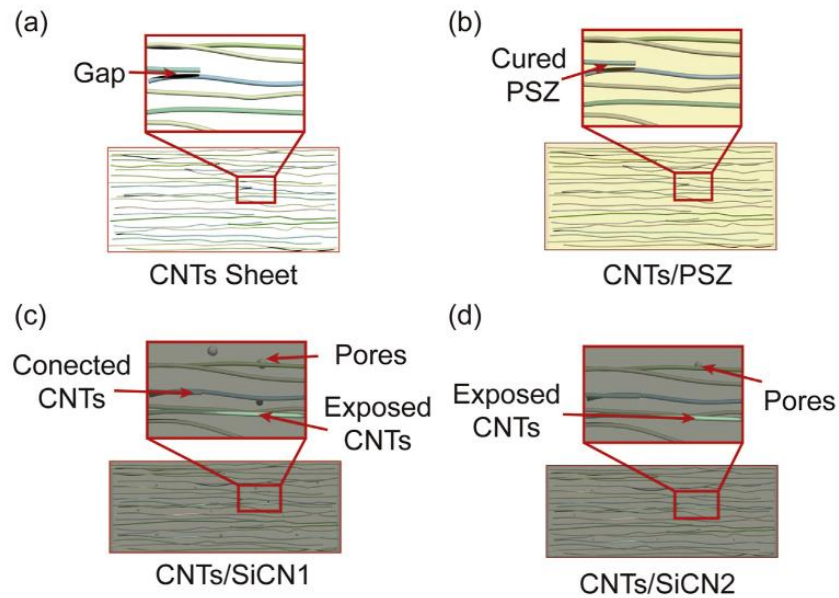 (a)
Gap
CNTs Sheet
(b)
Cured
PSZ
CNTs/PSZ
(c)
Conected
CNTs
Pores
Exposed
CNTs
CNTs/SiCN1
(d)
Exposed
CNTs
Pores
CNTs/SiCN2